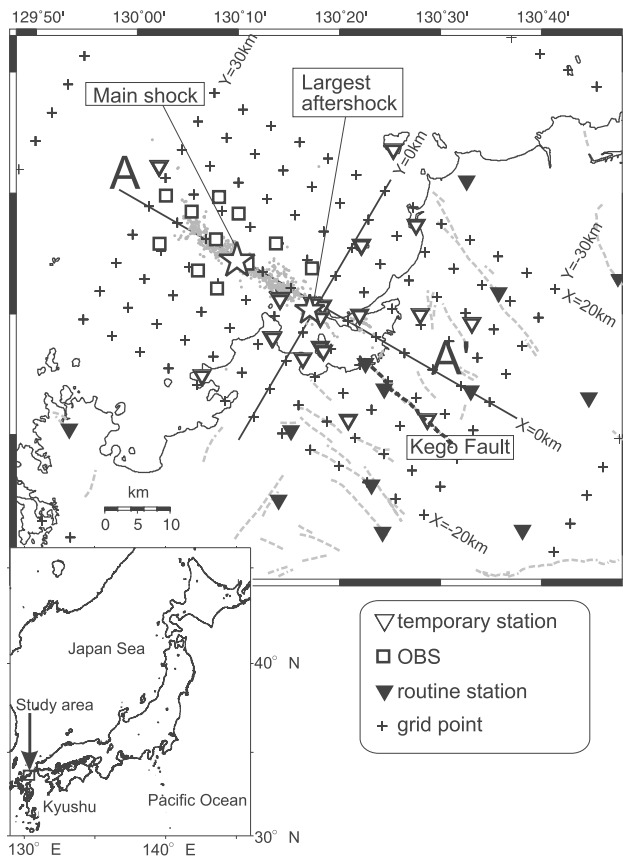 129°50' 130°00' 130°10' 130°20' 130°30' 130°40'
Y=30km
Main shock
Largest
aftershock
Y=0km
A
Y=-30km
X=20km
A'
X=0km
Kego Fault
X=-20km
km
0 5 10
temporary station
OBS
routine station
grid point
Japan Sea
40° N
Study area
Kyushu
Pacific Ocean
30° N
130° E 140° E